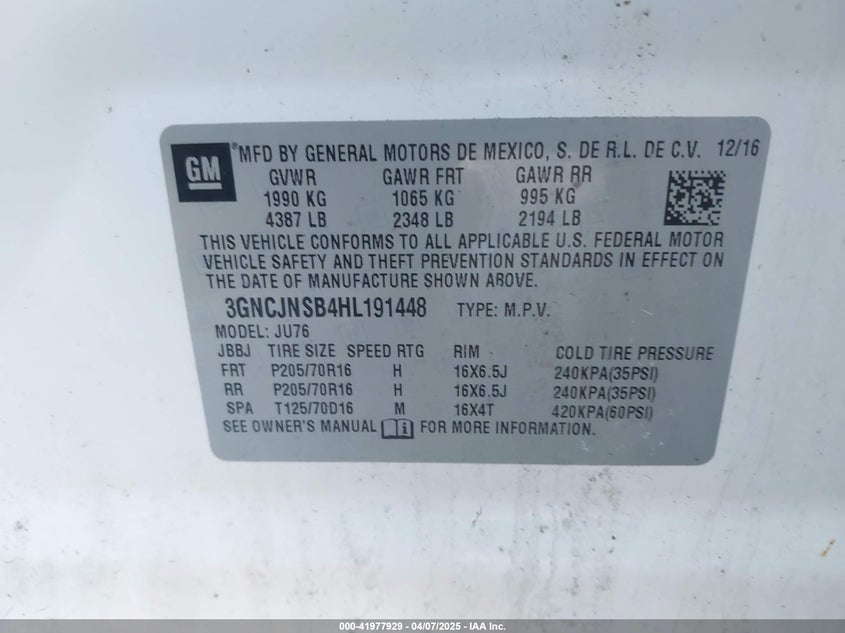 GM
®MFD BY GENERAL MOTORS DE MEXICO, S. DE R.L. DE C.V. 12/16
GVWR GAWR FRT GAWR RR
1990 KG 1065 KG 995 KG
4387 LB 2348 LB 2194 LB
THIS VEHICLE CONFORMS TO ALL APPLICABLE U.S. FEDERAL MOTOR
VEHICLE SAFETY AND THEFT PREVENTION STANDARDS IN EFFECT ON
THE DATE OF MANUFACTURE SHOWN ABOVE.
3GNCJNSB4HL191448 TYPE: M.P.V.
MODEL: JU76
JBBJ TIRE SIZE SPEED RTG RIM COLD TIRE PRESSURE
FRT P205/70R16 H 16X6.5J 240KPA(35PSI)
RR P205/70R16 H 16X6.5J 240KPA(35PSI)
SPA T125/70D16 M 16X4T 420KPA(60PSI)
SEE OWNER'S MANUAL FOR MORE INFORMATION.
000-41977929 - 04/07/2025 - IAA Inc.